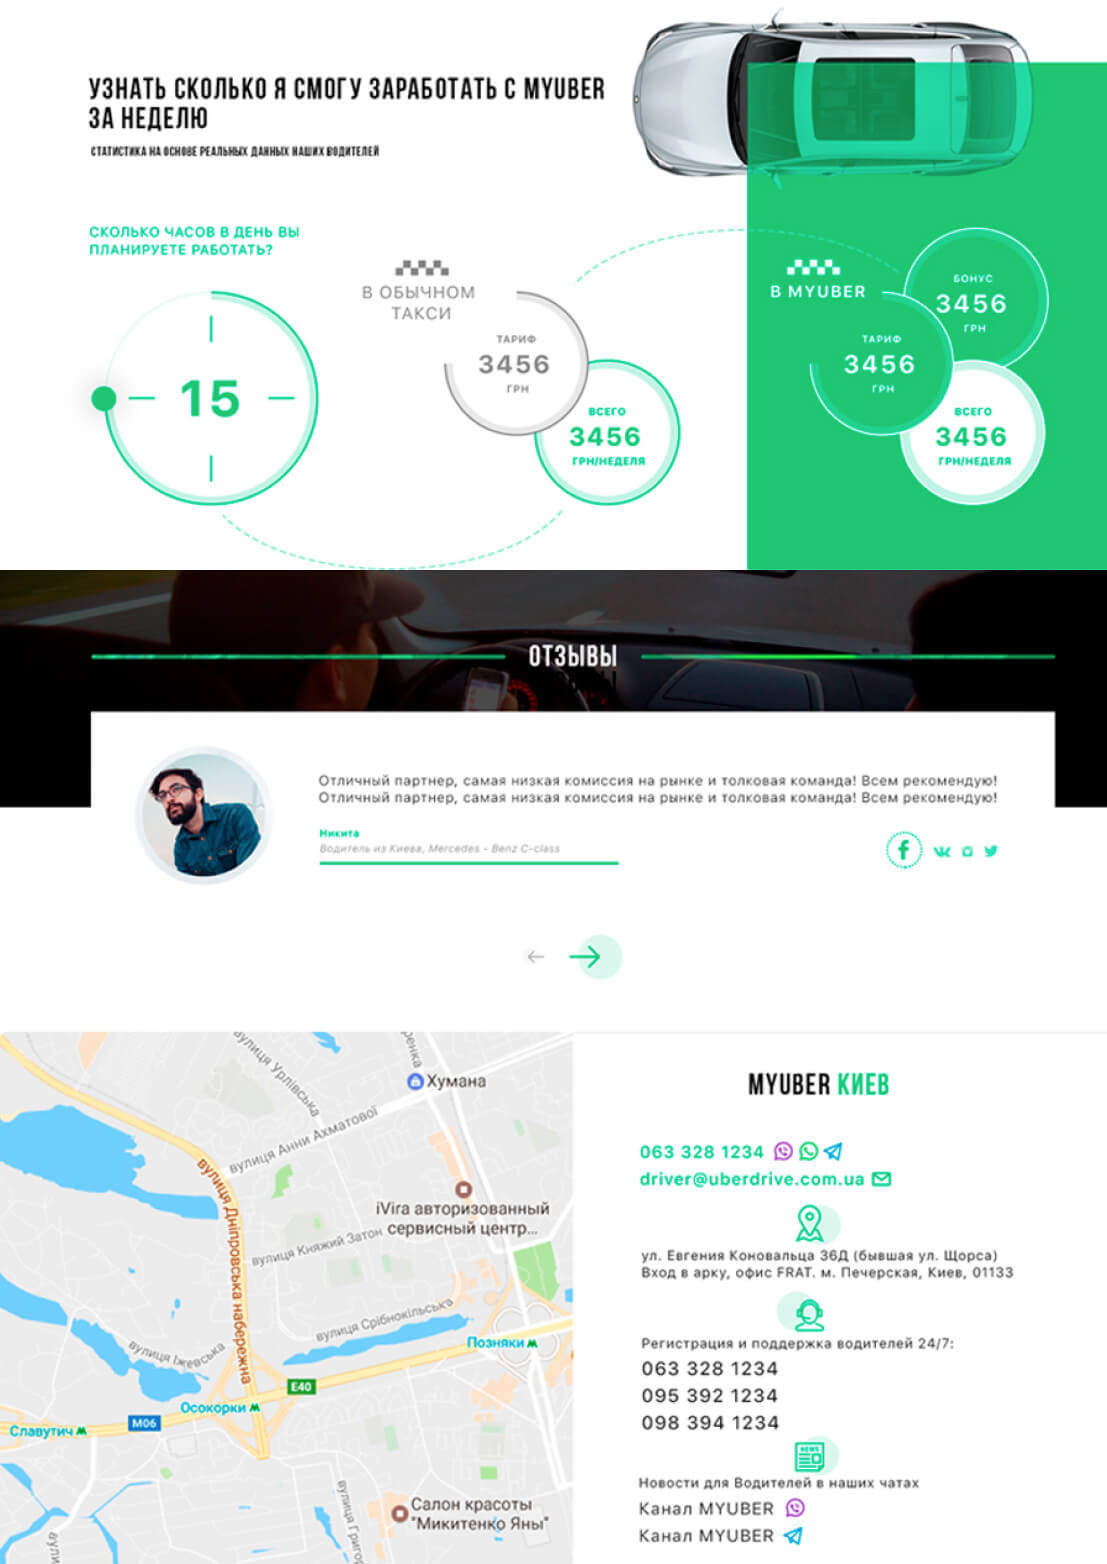 УЗНАТЬ СКОЛЬКО Я СМОГУ ЗАРАБОТАТЬ С MYUBER
ЗА НЕДЕЛЮ
СТАТИСТИКА НА ОСНОВЕ РЕАЛЬНЫХ ДАННЫХ НАШИХ ВОДИТЕЛЕЙ
СКОЛЬКО ЧАСОВ В ДЕНЬ ВЫ
ПЛАНИРУЕТЕ РАБОТАТЬ?
15
В ОБЫЧНОМ
ТАКСИ
ТАРИФ
3456
ГРН
ВСЕГО
3456
ГРН/НЕДЕЛЯ
В MYUBER
БОНУС
3456
ГРН
ТАРИФ
3456
ГРН
ВСЕГО
3456
ГРН/НЕДЕЛЯ
ОТЗЫВЫ
Отличный партнер, самая низкая комиссия на рынке и толковая команда! Всем рекомендую!
Отличный партнер, самая низкая комиссия на рынке и толковая команда! Всем рекомендую!
Никита
Водитель из Киева, Mercedes - Benz C-class
вулиця Урлівська
Хумана
вулиця Анни Ахматової
вулиця Дніпровська набережна
iVira авторизованный
сервисный центр...
вулиця Княжий Затон
вулиця Срібнокільська
Позняки
вулиця Іжевська
E40
Осокорки
M06
Славутич
Салон красоты
"Микитенко Яны"
MYUBER КИЕВ
063 328 1234
driver@uberdrive.com.ua
ул. Евгения Коновальца 36Д (бывшая ул. Щорса)
Вход в арку, офис FRAT. м. Печерская, Киев, 01133
Регистрация и поддержка водителей 24/7:
063 328 1234
095 392 1234
098 394 1234
NEWS
Новости для Водителей в наших чатах
Канал MYUBER
Канал MYUBER